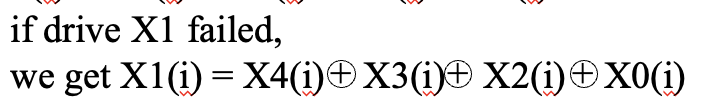 if drive X1 failed,
we get X1(i) = X4(i)⊕ X3(i)⊕ X2(i)⊕X0(i)